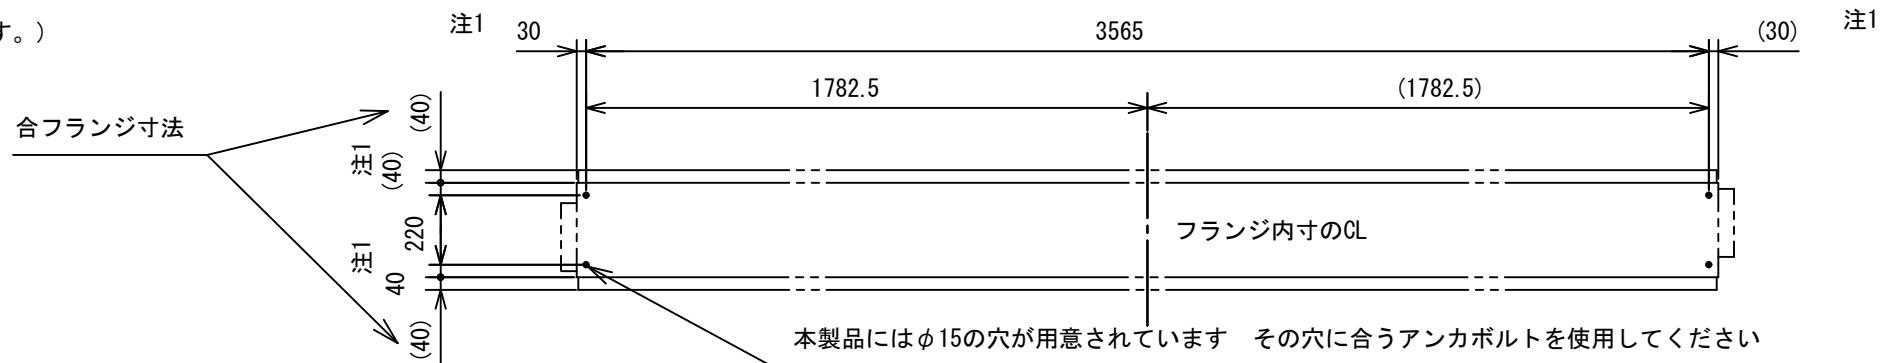 す。)
注1
30
3565
(30)
注1
1782.5
(1782.5)
合フランジ寸法
(40)
注1
(40)
220
注1
40
(40)
フランジ内寸のCL
本製品にはφ15の穴が用意されています　その穴に合うアンカボルトを使用してください